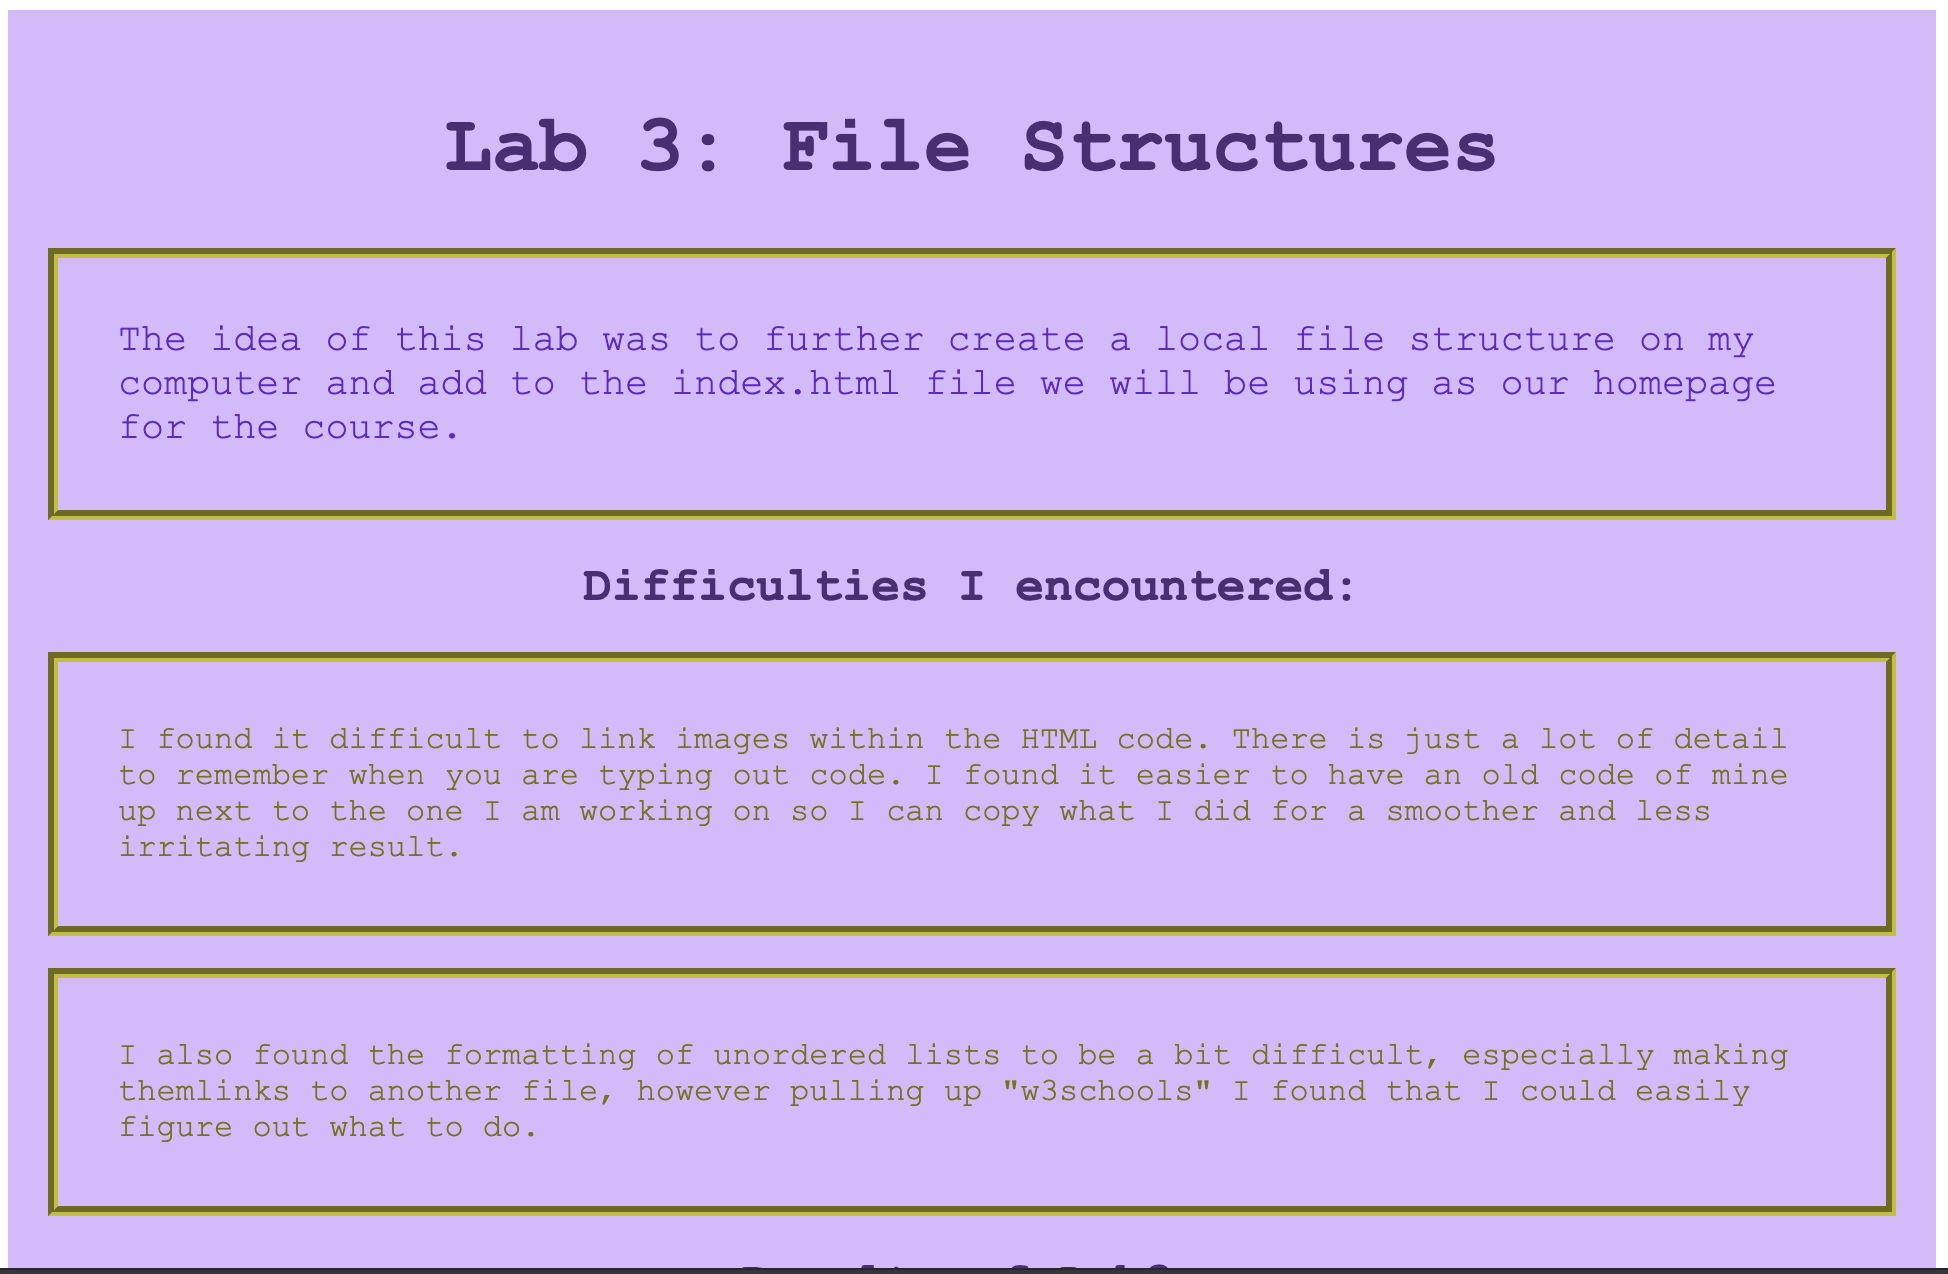 Lab 3: File Structures
The idea of this lab was to further create a local file structure on my
computer and add to the index.html file we will be using as our homepage
for the course.
Difficulties I encountered:
I found it difficult to link images within the HTML code. There is just a lot of detail
to remember when you are typing out code. I found it easier to have an old code of mine
up next to the one I am working on so I can copy what I did for a smoother and less
irritating result.
I also found the formatting of unordered lists to be a bit difficult, especially making
themlinks to another file, however pulling up "w3schools" I found that I could easily
figure out what to do.